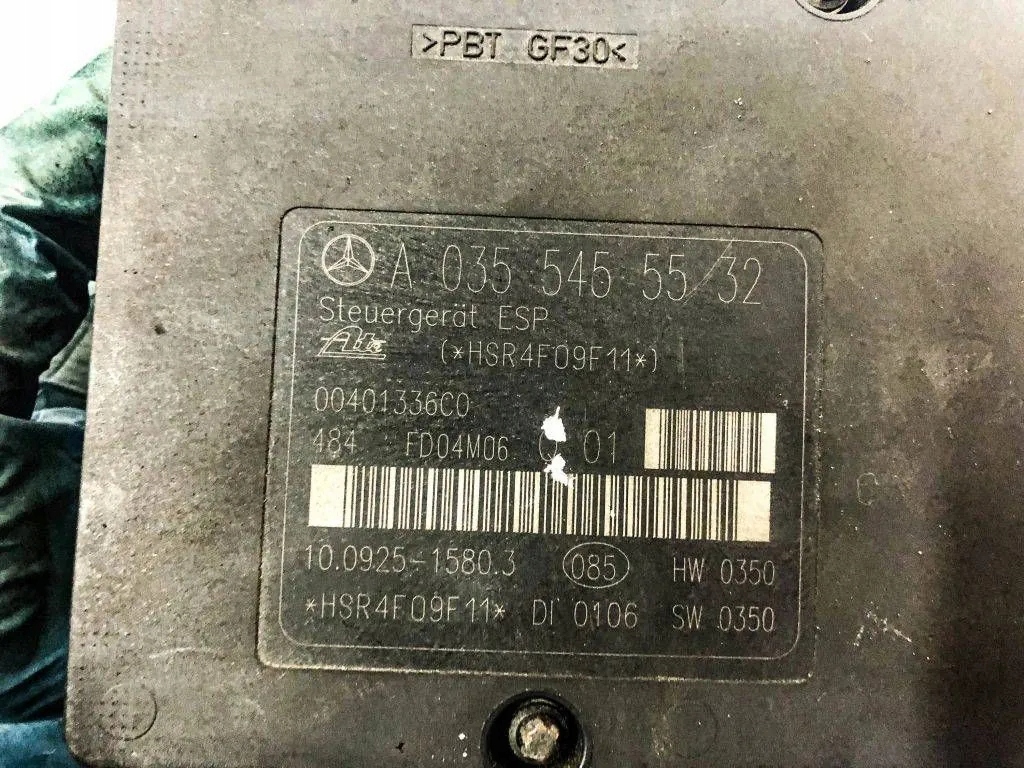 >PBT GF30<
A 035 545 55/32
Steuergerät ESP
Ate (*HSR4F09F11*)
00401336C0
484 FD04M06 Q 01
10.0925-1580.3 085 HW 0350
*HSR4F09F11* DI 0106 SW 0350